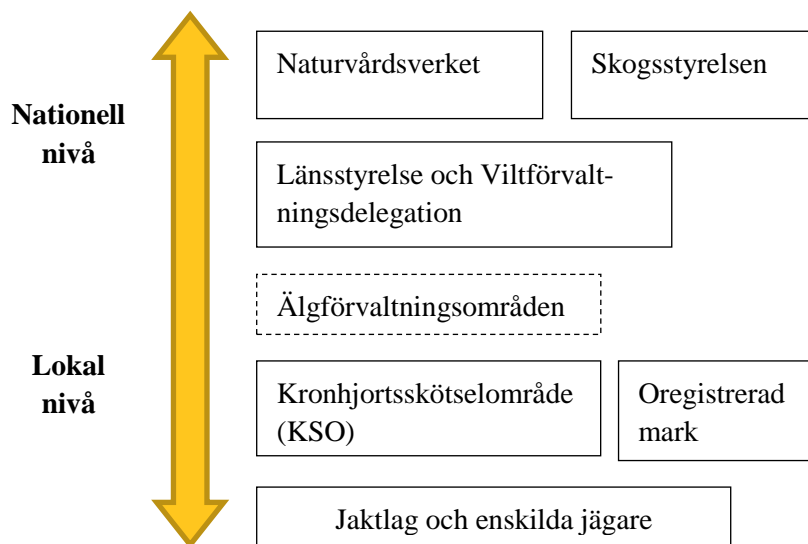 Nationell
nivå
Lokal
nivå
Naturvårdsverket
Skogsstyrelsen
Länsstyrelse och Viltförvalt-
ningsdelegation
Älgförvaltningsområden
Kronhjortsskötselområde
(KSO)
Oregistrerad
mark
Jaktlag och enskilda jägare